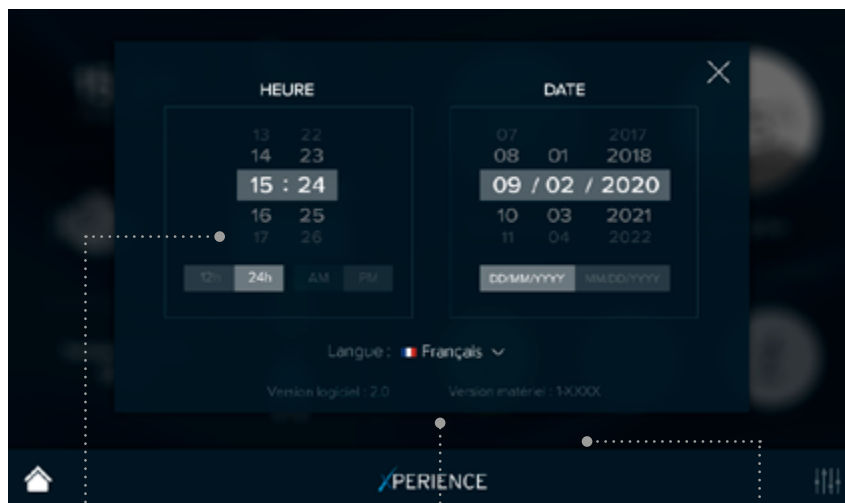 HEURE DATE
13 22 07 2017
14 23 08 01 2018
15 : 24 09 / 02 / 2020
16 25 10 03 2021
17 26 11 04 2022
12h 24h AM PM DD/MM/YYYY MM/DD/YYYY
Langue : Français
Version logiciel : 2.0 Version matériel : 1-XXXX
XPERIENCE